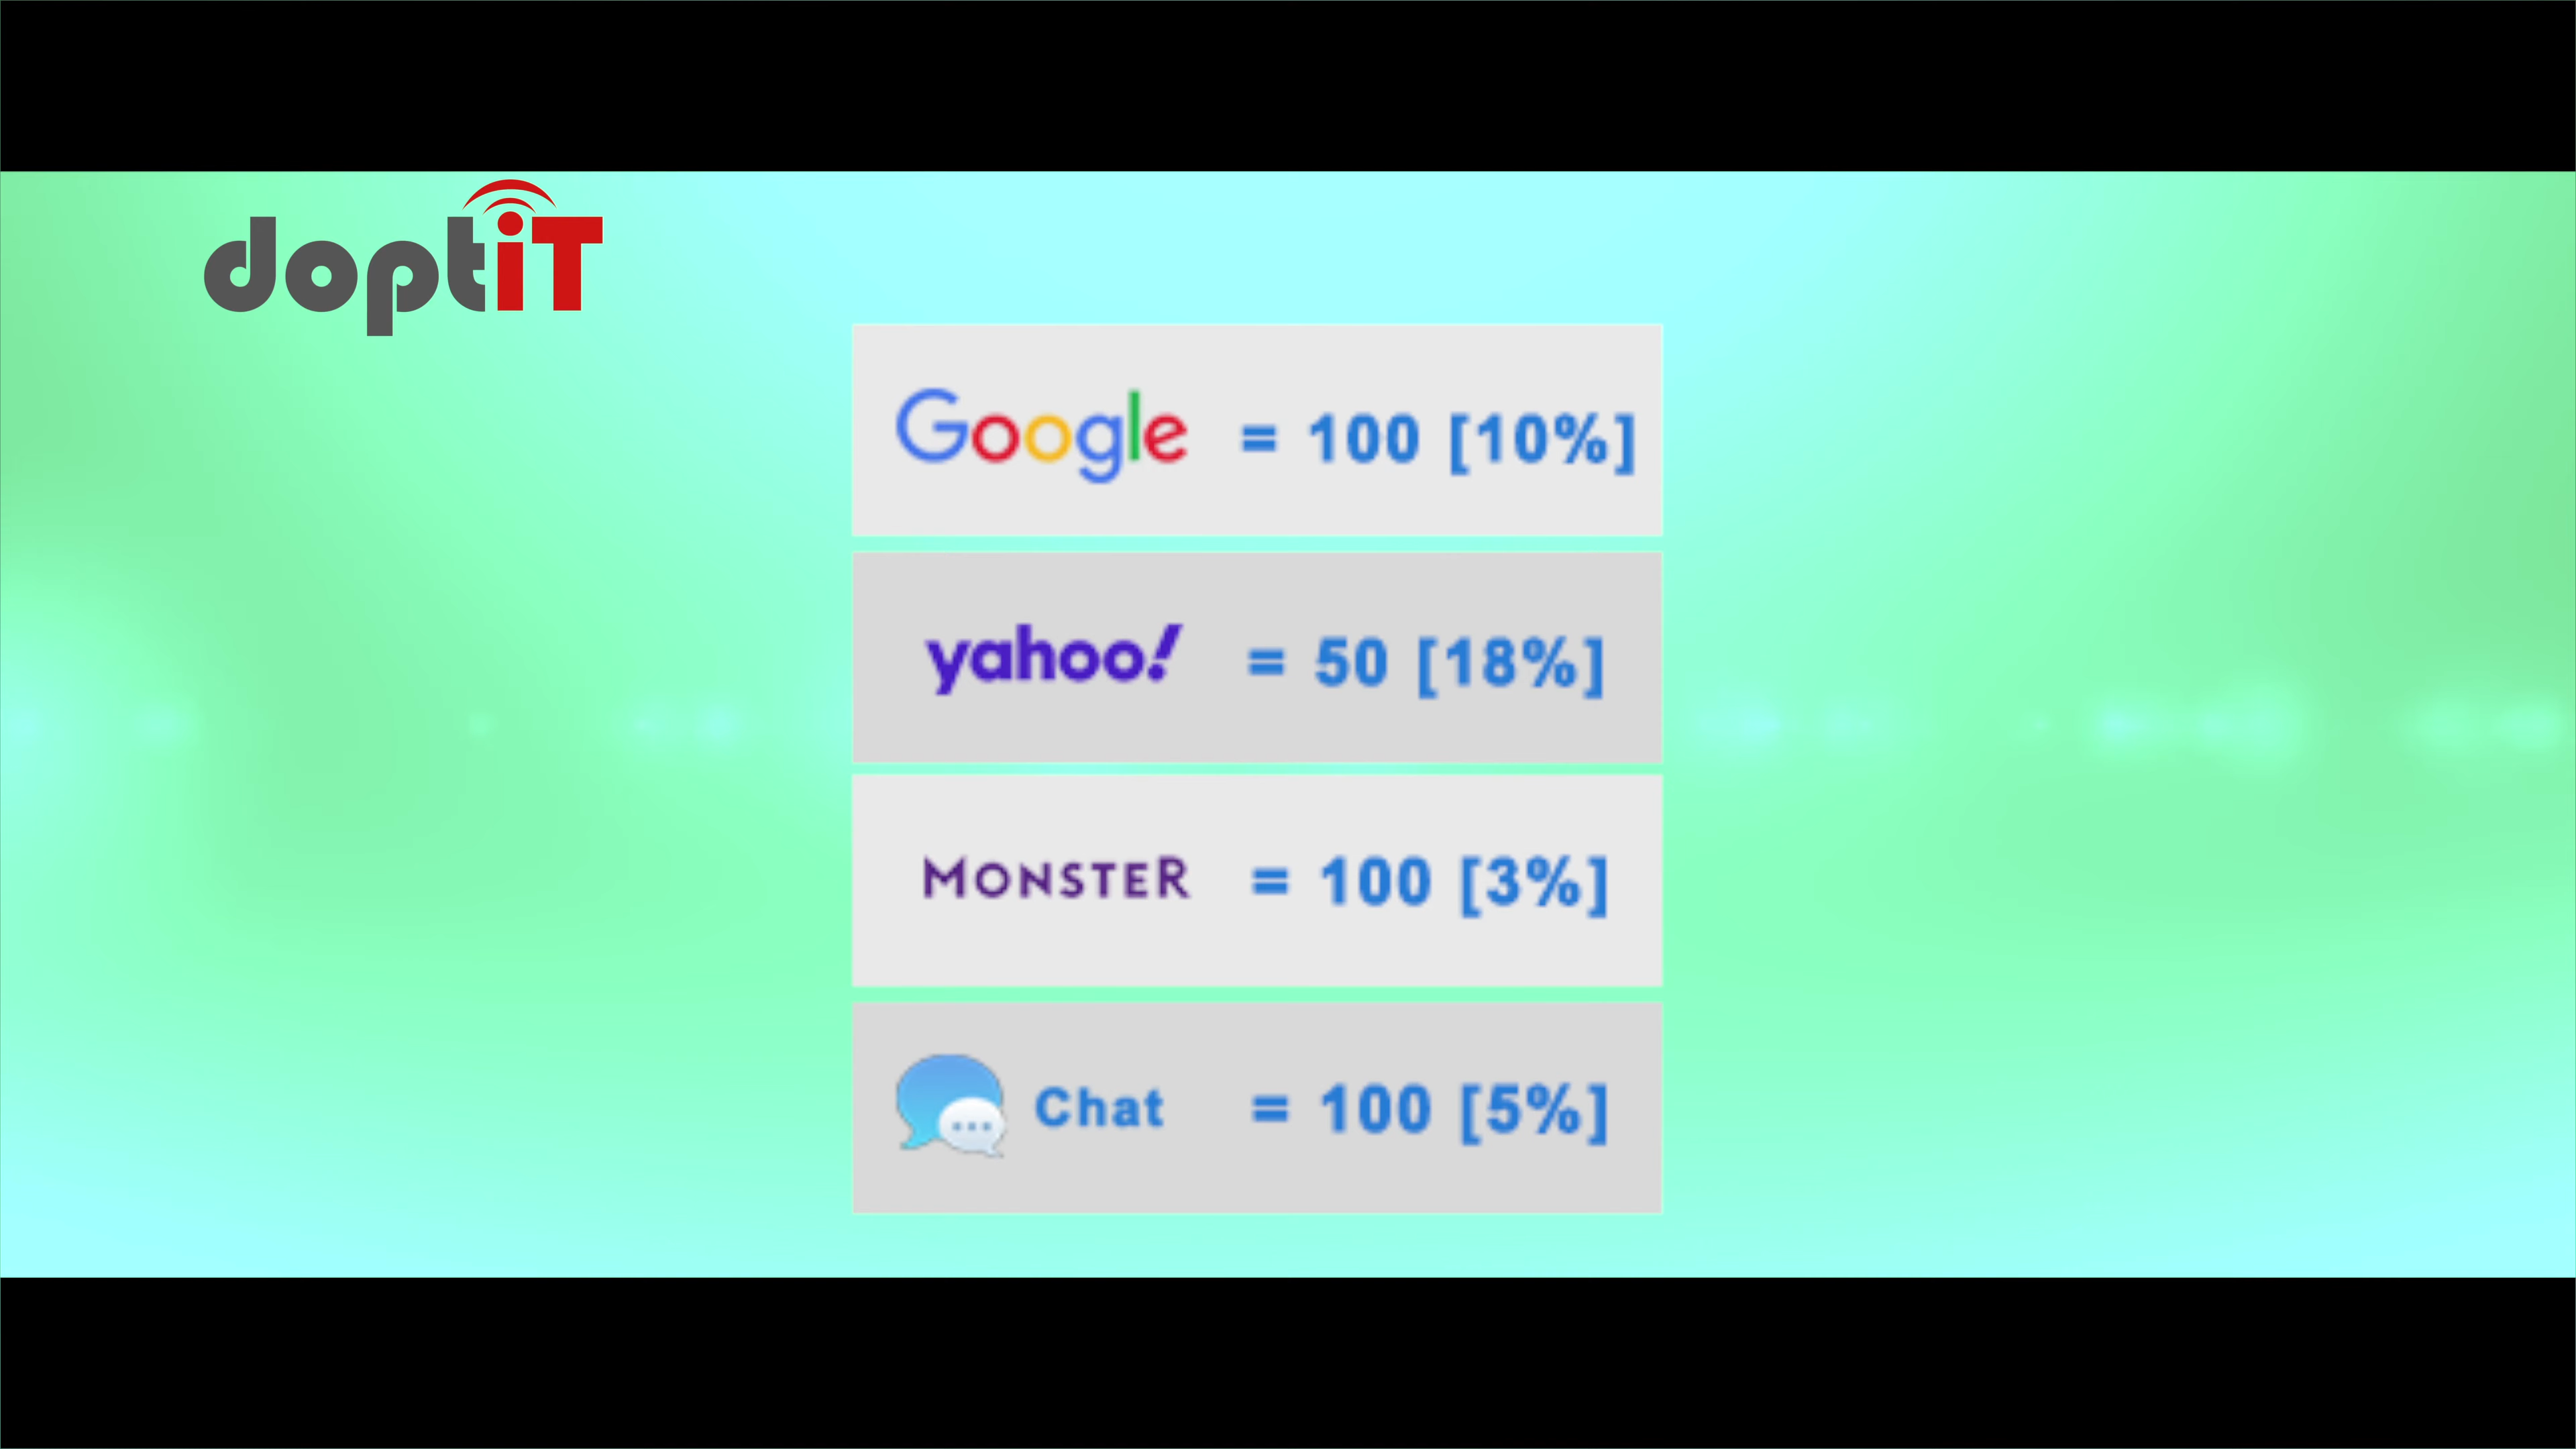 doptiT
Google = 100 [10%]
yahoo! = 50 [18%]
MONSTER = 100 [3%]
Chat = 100 [5%]